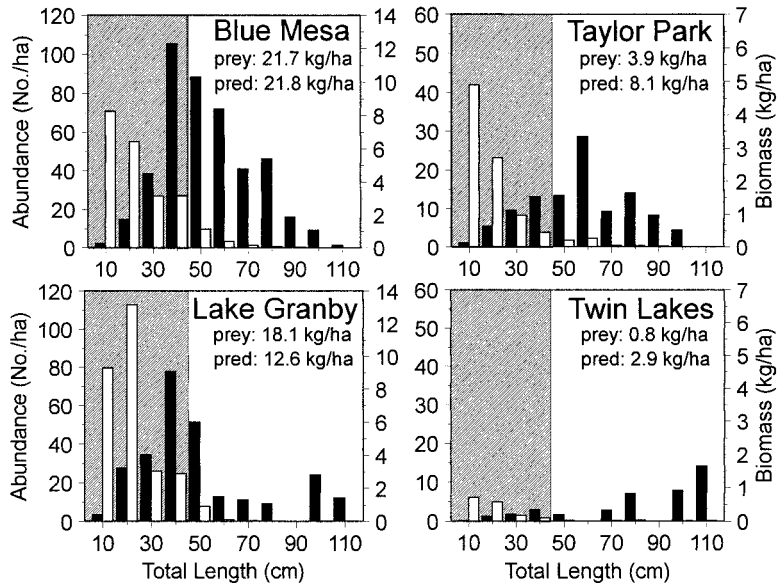 Blue Mesa
prey: 21.7 kg/ha
pred: 21.8 kg/ha
Abundance (No./ha)
120
100
80
60
40
20
0
14
12
10
8
6
4
2
0
10 30 50 70 90 110
Taylor Park
prey: 3.9 kg/ha
pred: 8.1 kg/ha
60
50
40
30
20
10
0
7
6
5
4
3
2
1
0
Biomass (kg/ha)
10 30 50 70 90 110
Lake Granby
prey: 18.1 kg/ha
pred: 12.6 kg/ha
Abundance (No./ha)
120
100
80
60
40
20
0
14
12
10
8
6
4
2
0
10 30 50 70 90 110
Total Length (cm)
Twin Lakes
prey: 0.8 kg/ha
pred: 2.9 kg/ha
60
50
40
30
20
10
0
7
6
5
4
3
2
1
0
Biomass (kg/ha)
10 30 50 70 90 110
Total Length (cm)